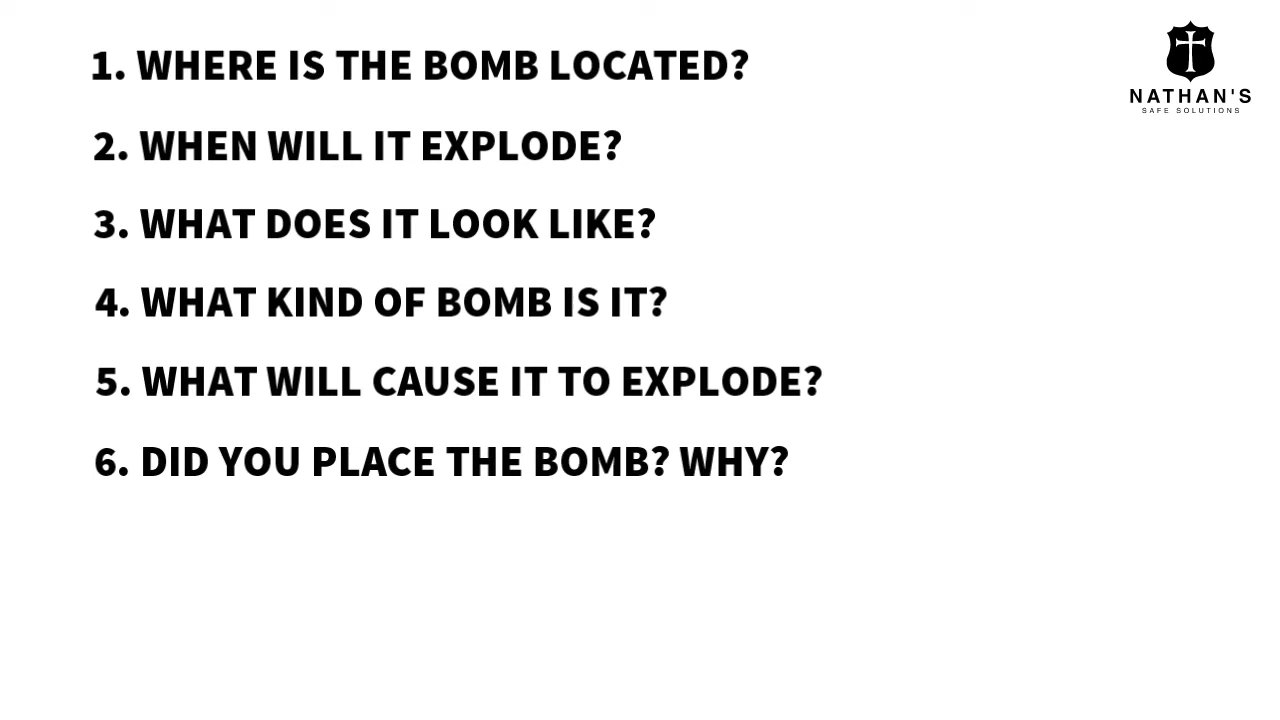 1. WHERE IS THE BOMB LOCATED?
2. WHEN WILL IT EXPLODE?
3. WHAT DOES IT LOOK LIKE?
4. WHAT KIND OF BOMB IS IT?
5. WHAT WILL CAUSE IT TO EXPLODE?
6. DID YOU PLACE THE BOMB? WHY?
NATHAN'S
SAFE SOLUTIONS